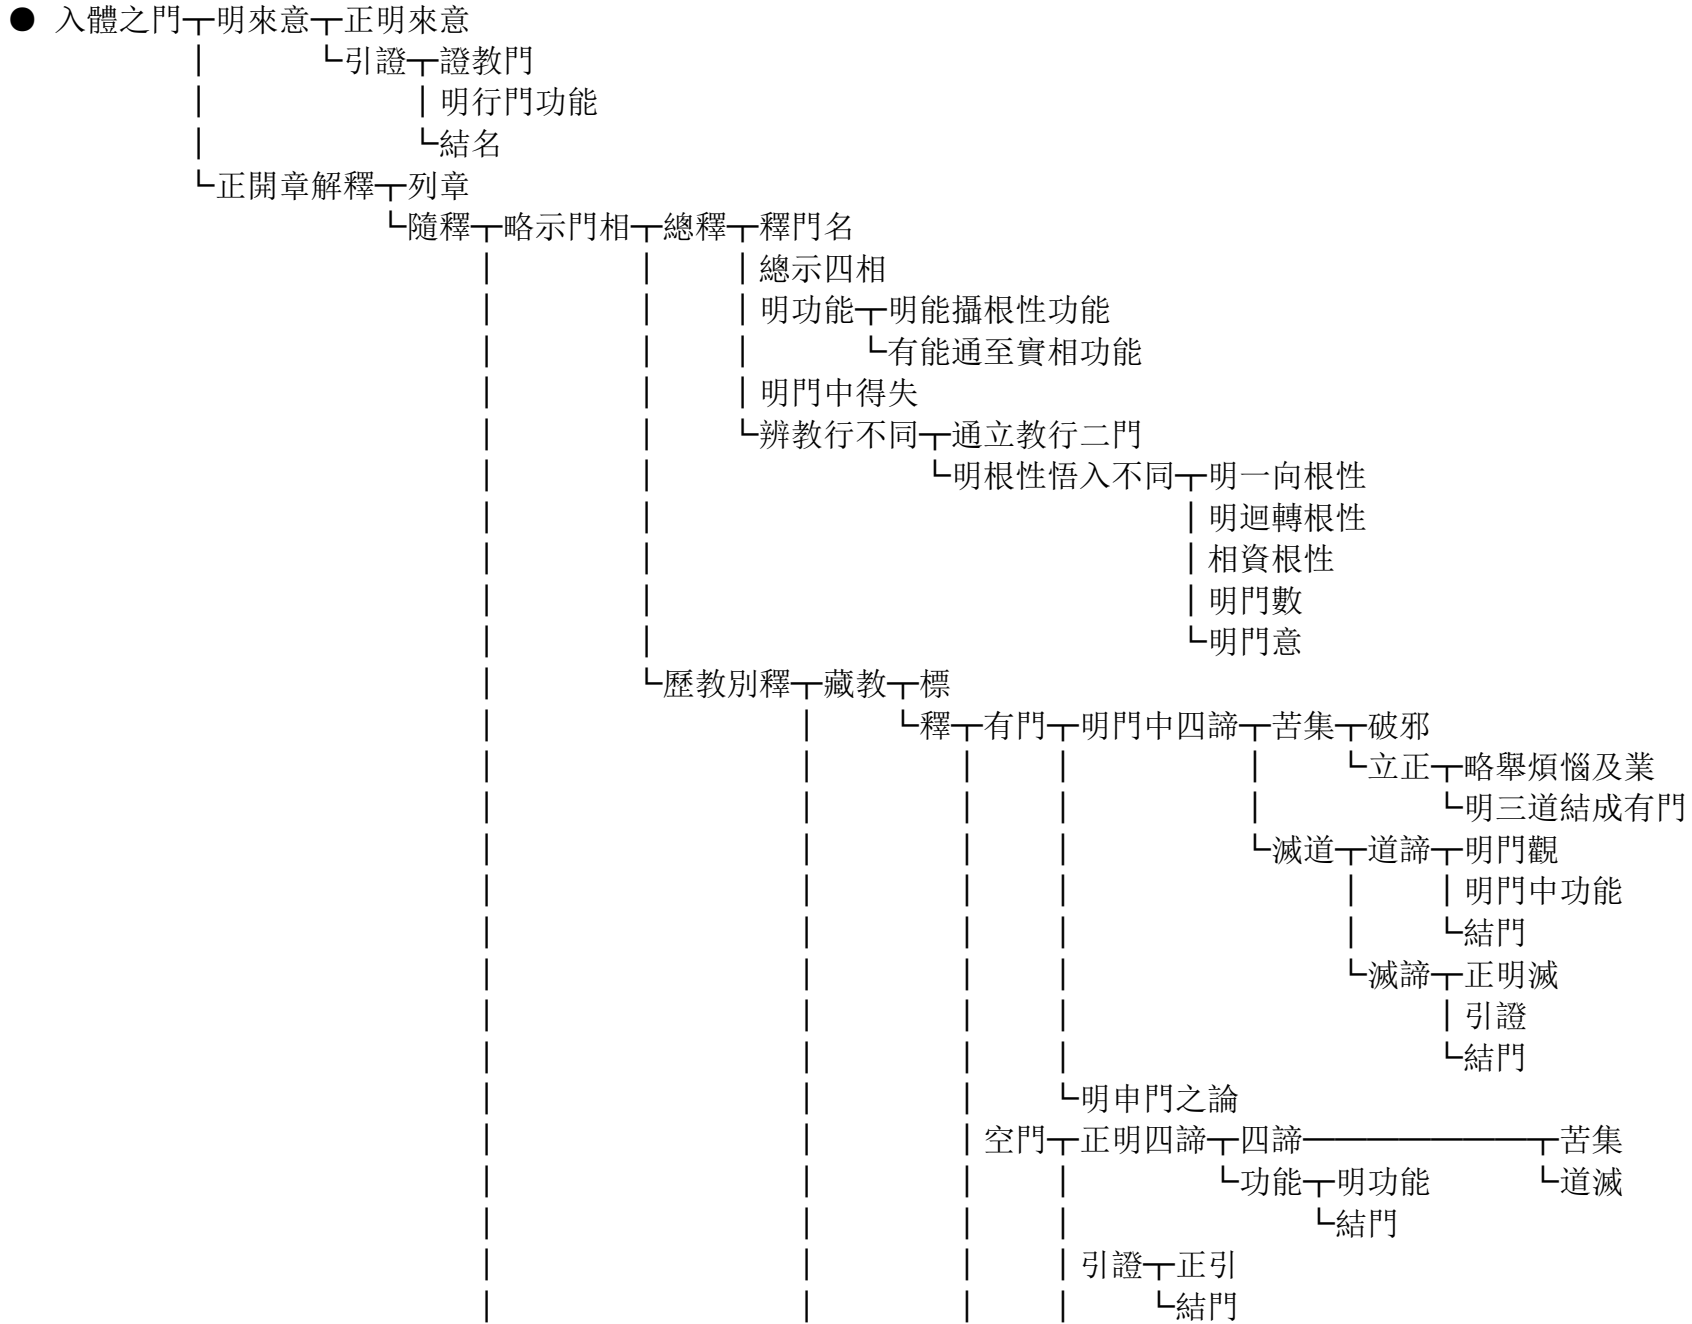 ● 入體之門┬明來意┬正明來意
│ └引證┬證教門
│ │明行門功能
│ └結名
└正開章解釋┬列章
└隨釋┬略示門相┬總釋┬釋門名
│ │ │總示四相
│ │ │明功能┬明能攝根性功能
│ │ │ └有能通至實相功能
│ │ │明門中得失
│ │ └辨教行不同┬通立教行二門
│ │ └明根性悟入不同┬明一向根性
│ │ │明迴轉根性
│ │ │相資根性
│ │ │明門數
│ │ └明門意
│ └歷教別釋┬藏教┬標
│ │ └釋┬有門┬明門中四諦┬苦集┬破邪
│ │ │ │ │ └立正┬略舉煩惱及業
│ │ │ │ │ └明三道結成有門
│ │ │ │ └滅道┬道諦┬明門觀
│ │ │ │ │ │明門中功能
│ │ │ │ │ └結門
│ │ │ │ └滅諦┬正明滅
│ │ │ │ │引證
│ │ │ │ └結門
│ │ │ └明申門之論
│ │ │空門┬正明四諦┬四諦────────┬苦集
│ │ │ │ └功能┬明功能 └道滅
│ │ │ │ └結門
│ │ │ │引證┬正引
│ │ │ │ └結門